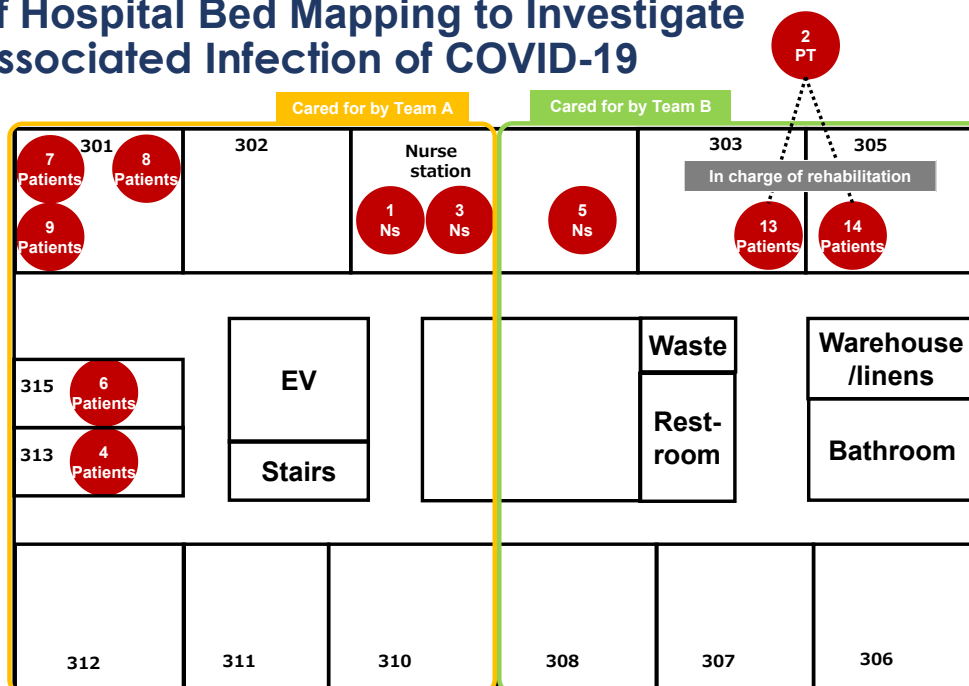 f Hospital Bed Mapping to Investigate
ssociated Infection of COVID-19
2
PT
Cared for by Team A
Cared for by Team B
301
302
Nurse
station
303
305
In charge of rehabilitation
7
Patients
8
Patients
9
Patients
1
Ns
3
Ns
5
Ns
13
Patients
14
Patients
315
6
Patients
313
4
Patients
EV
Stairs
Waste
Rest-
room
Warehouse
/linens
Bathroom
312
311
310
308
307
306